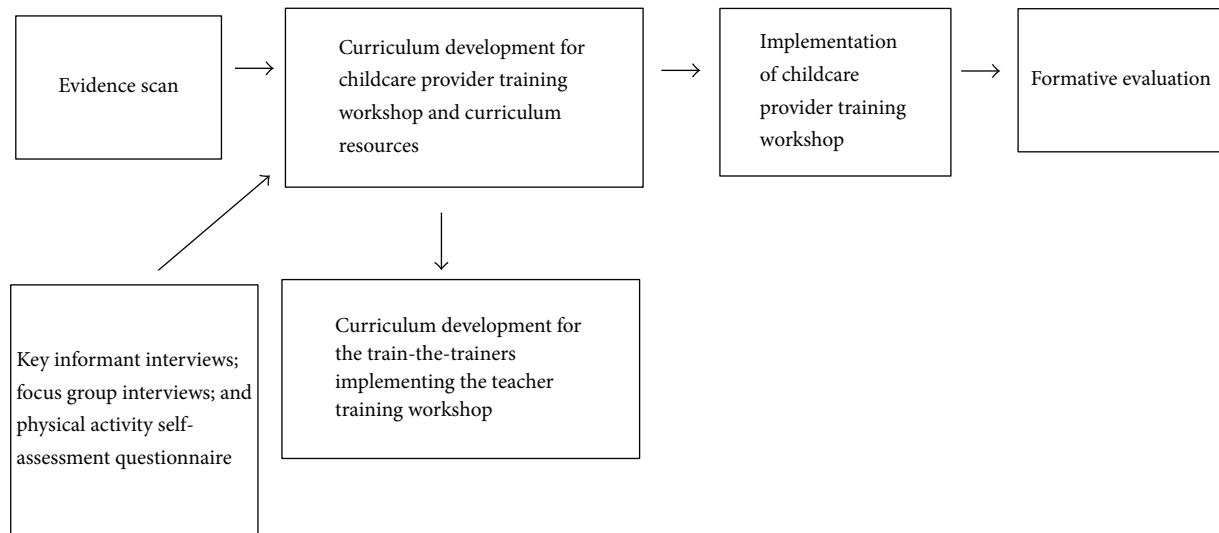 Evidence scan
Curriculum development for
childcare provider training
workshop and curriculum
resources
Implementation
of childcare
provider training
workshop
Formative evaluation
Key informant interviews;
focus group interviews; and
physical activity self-
assessment questionnaire
Curriculum development for
the train-the-trainers
implementing the teacher
training workshop